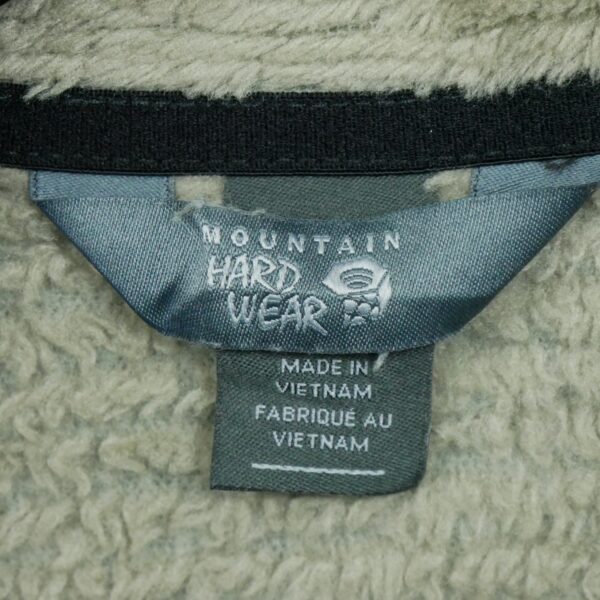 MOUNTAIN
HARD
WEAR
MADE IN
VIETNAM
FABRIQUÉ AU
VIETNAM